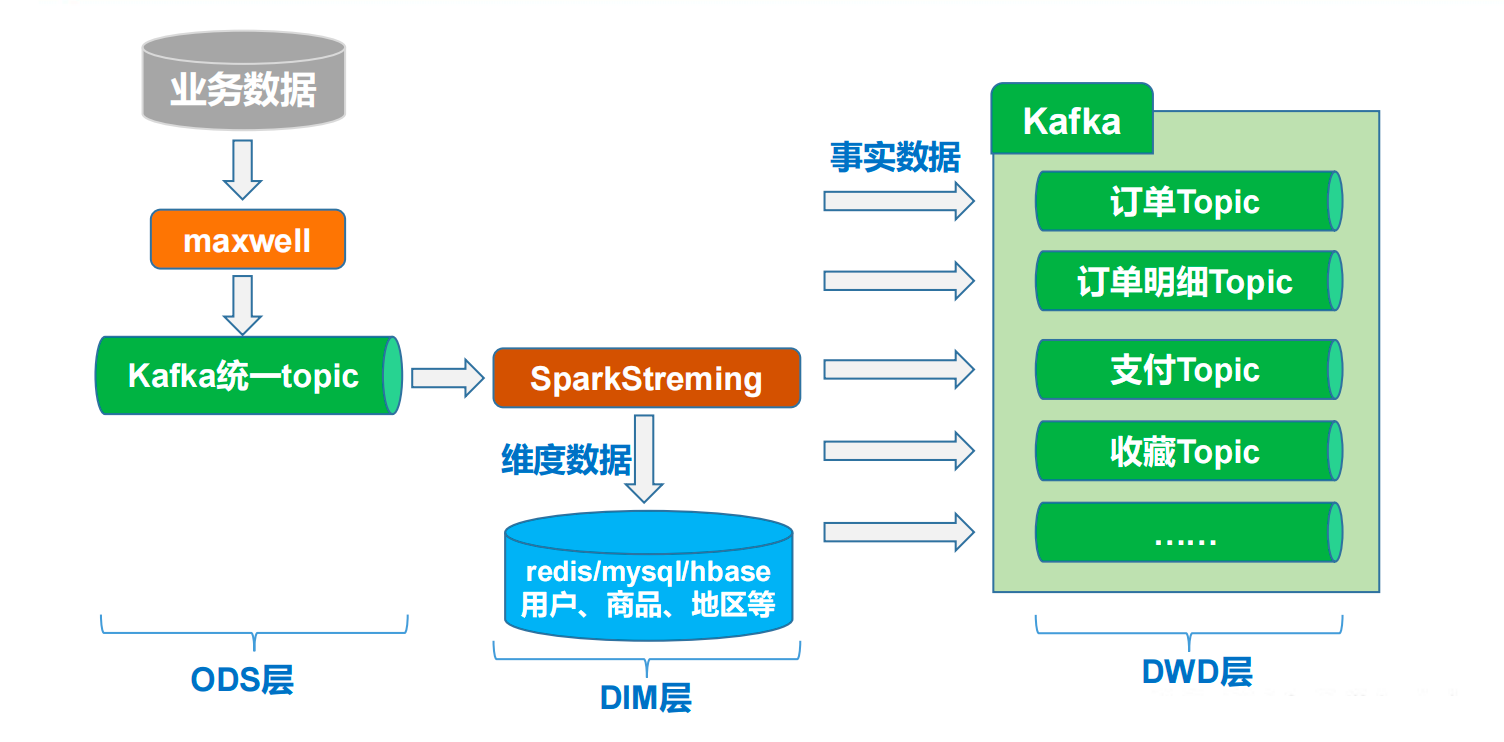 业务数据
maxwell
Kafka统一topic
SparkStreming
维度数据
redis/mysql/hbase
用户、商品、地区等
事实数据
Kafka
订单Topic
订单明细Topic
支付Topic
收藏Topic
……
ODS层
DIM层
DWD层